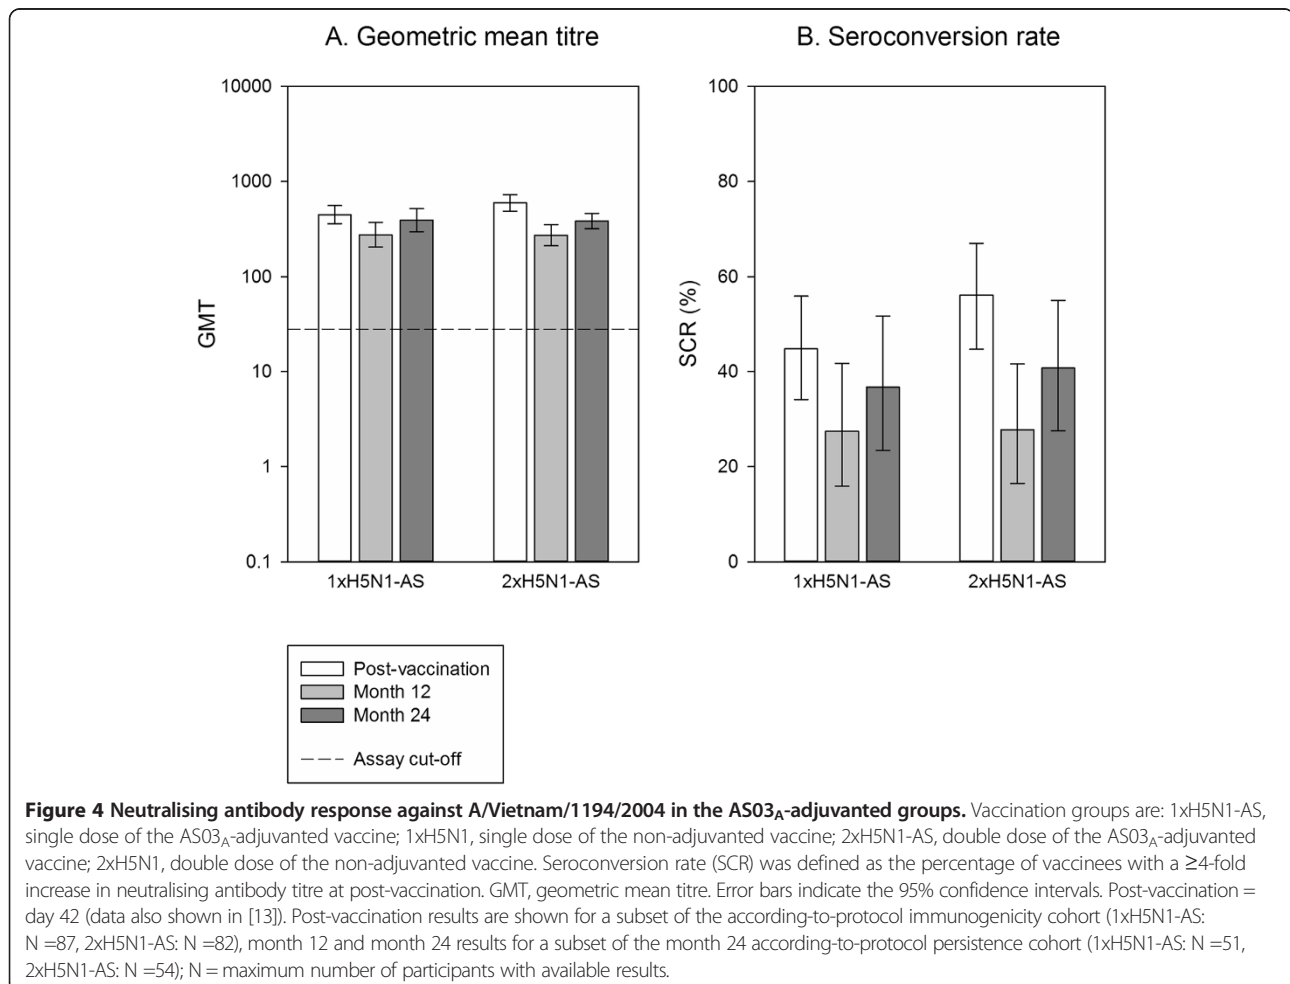 A. Geometric mean titre
B. Seroconversion rate
10000
1000
100
10
1
0.1
GMT
1xH5N1-AS
2xH5N1-AS
100
80
60
40
20
0
SCR (%)
1xH5N1-AS
2xH5N1-AS
Post-vaccination
Month 12
Month 24
Assay cut-off
Figure 4 Neutralising antibody response against A/Vietnam/1194/2004 in the AS03A-adjuvanted groups. Vaccination groups are: 1xH5N1-AS,
single dose of the AS03A-adjuvanted vaccine; 1xH5N1, single dose of the non-adjuvanted vaccine; 2xH5N1-AS, double dose of the AS03A-adjuvanted
vaccine; 2xH5N1, double dose of the non-adjuvanted vaccine. Seroconversion rate (SCR) was defined as the percentage of vaccinees with a ≥4-fold
increase in neutralising antibody titre at post-vaccination. GMT, geometric mean titre. Error bars indicate the 95% confidence intervals. Post-vaccination =
day 42 (data also shown in [13]). Post-vaccination results are shown for a subset of the according-to-protocol immunogenicity cohort (1xH5N1-AS:
N =87, 2xH5N1-AS: N =82), month 12 and month 24 results for a subset of the month 24 according-to-protocol persistence cohort (1xH5N1-AS: N =51,
2xH5N1-AS: N =54); N = maximum number of participants with available results.